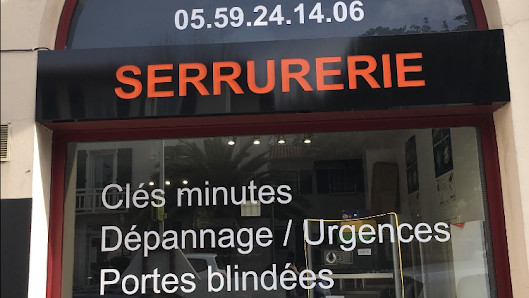 05.59.24.14.06
SERRURERIE
Clés minutes
Dépannage / Urgences
Portes blindées